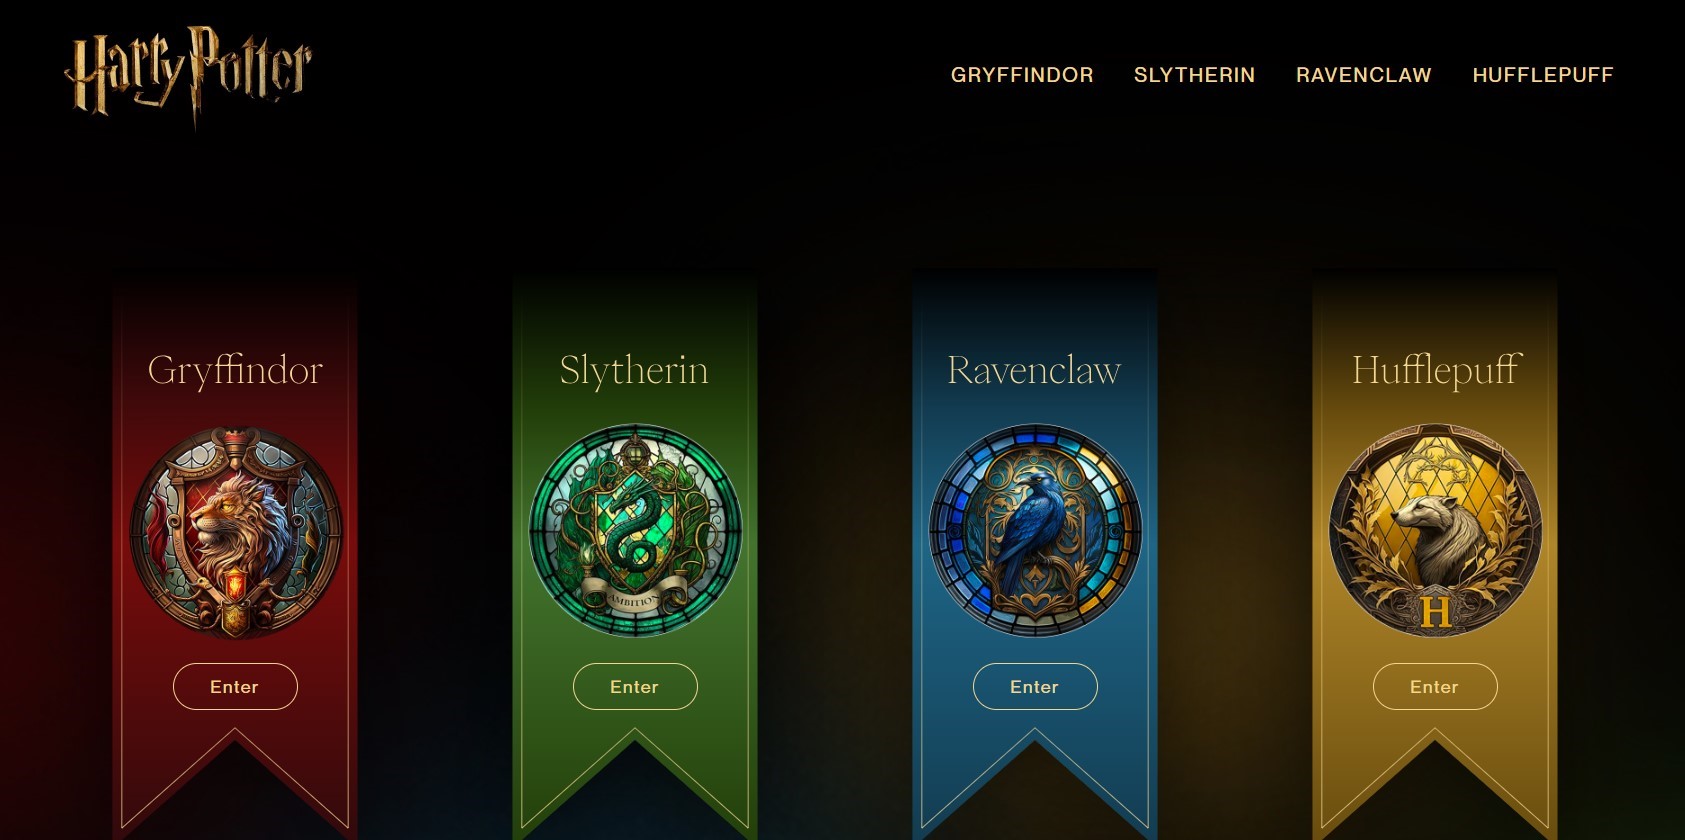 Harry Potter
GRYFFINDOR SLYTHERIN RAVENCLAW HUFFLEPUFF
Gryffindor
Slytherin
Ravenclaw
Hufflepuff
AMBITION
H
Enter
Enter
Enter
Enter